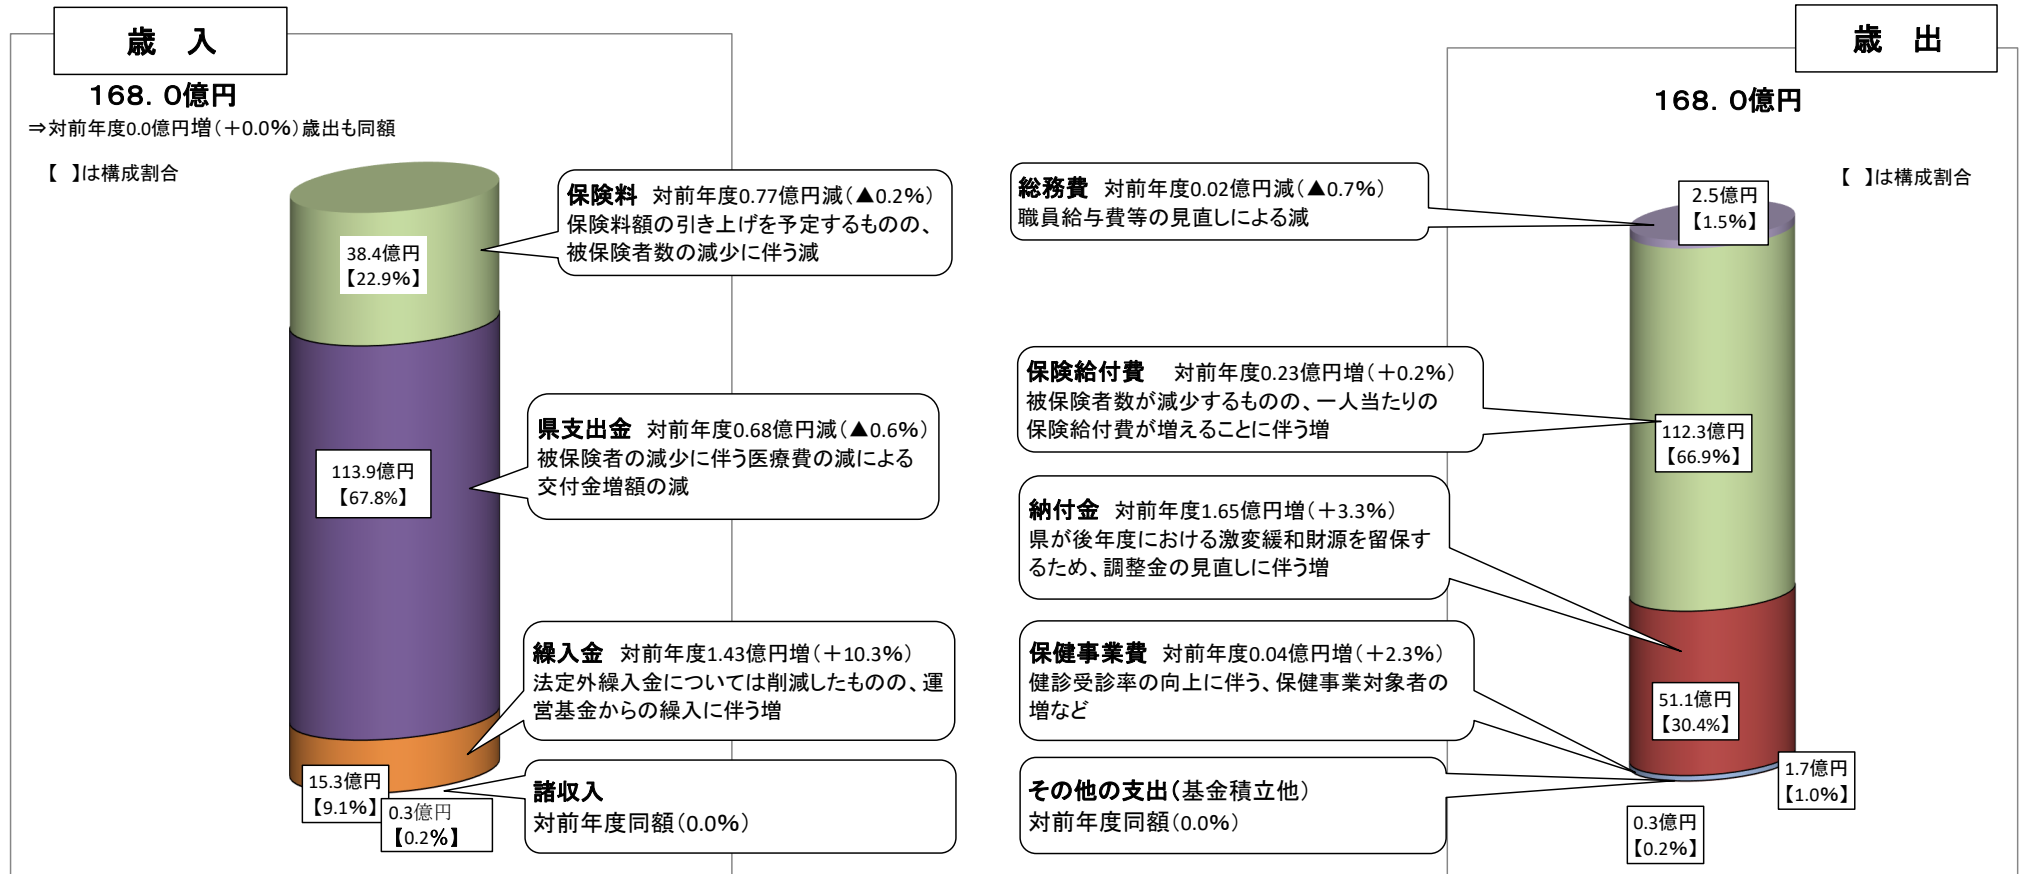 歳　入
168．0億円
⇒対前年度0.0億円増（＋0.0％）歳出も同額
【　】は構成割合
38.4億円
【22.9％】
保険料　対前年度0.77億円減（▲0.2％）
保険料額の引き上げを予定するものの、
被保険者数の減少に伴う減
113.9億円
【67.8%】
県支出金　対前年度0.68億円減（▲0.6％）
被保険者の減少に伴う医療費の減による
交付金増額の減
繰入金　対前年度1.43億円増（＋10.3％）
法定外繰入金については削減したものの、運
営基金からの繰入に伴う増
15.3億円
【9.1％】
0.3億円
【0.2％】
諸収入
対前年度同額（0.0％）
歳　出
168．0億円
【　】は構成割合
総務費　対前年度0.02億円減（▲0.7％）
職員給与費等の見直しによる減
2.5億円
【1.5％】
保険給付費　対前年度0.23億円増（＋0.2％）
被保険者数が減少するものの、一人当たりの
保険給付費が増えることに伴う増
112.3億円
【66.9％】
納付金　対前年度1.65億円増（＋3.3％）
県が後年度における激変緩和財源を留保す
るため、調整金の見直しに伴う増
51.1億円
【30.4％】
保健事業費　対前年度0.04億円増（＋2.3％）
健診受診率の向上に伴う、保健事業対象者の
増など
1.7億円
【1.0％】
その他の支出（基金積立他）
対前年度同額（0.0％）
0.3億円
【0.2％】